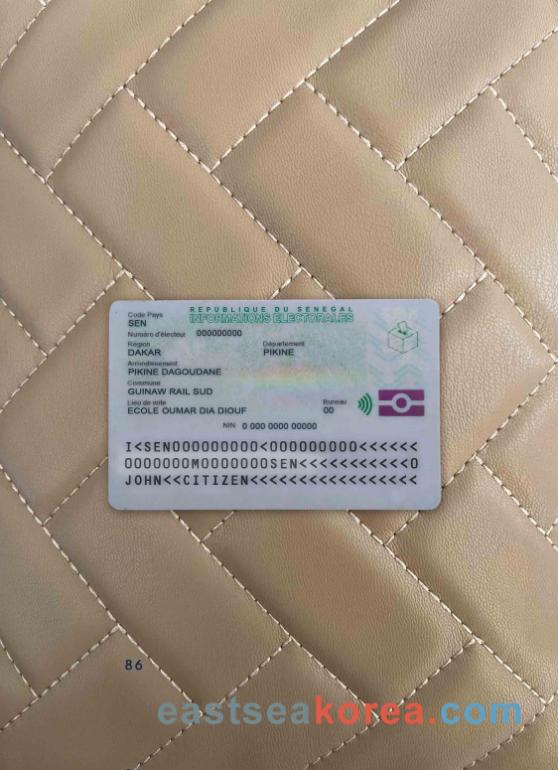 REPUBLIQUE DU SENEGAL
INFORMATIONS ELECTORALES
Code Pays
SEN
Numéro d'électeur 000000000
Région Département
DAKAR PIKINE
Arrondissement
PIKINE DAGOUDANE
Commune
GUINAW RAIL SUD
Lieu de vote Bureau
ECOLE OUMAR DIA DIOUF 00
NIN 0 000 0000 00000
I<SEN000000000<000000000<<<<<<
0000000M0000000SEN<<<<<<<<<<<0
JOHN<<CITIZEN<<<<<<<<<<<<<<<<<
86
eastseakorea.com